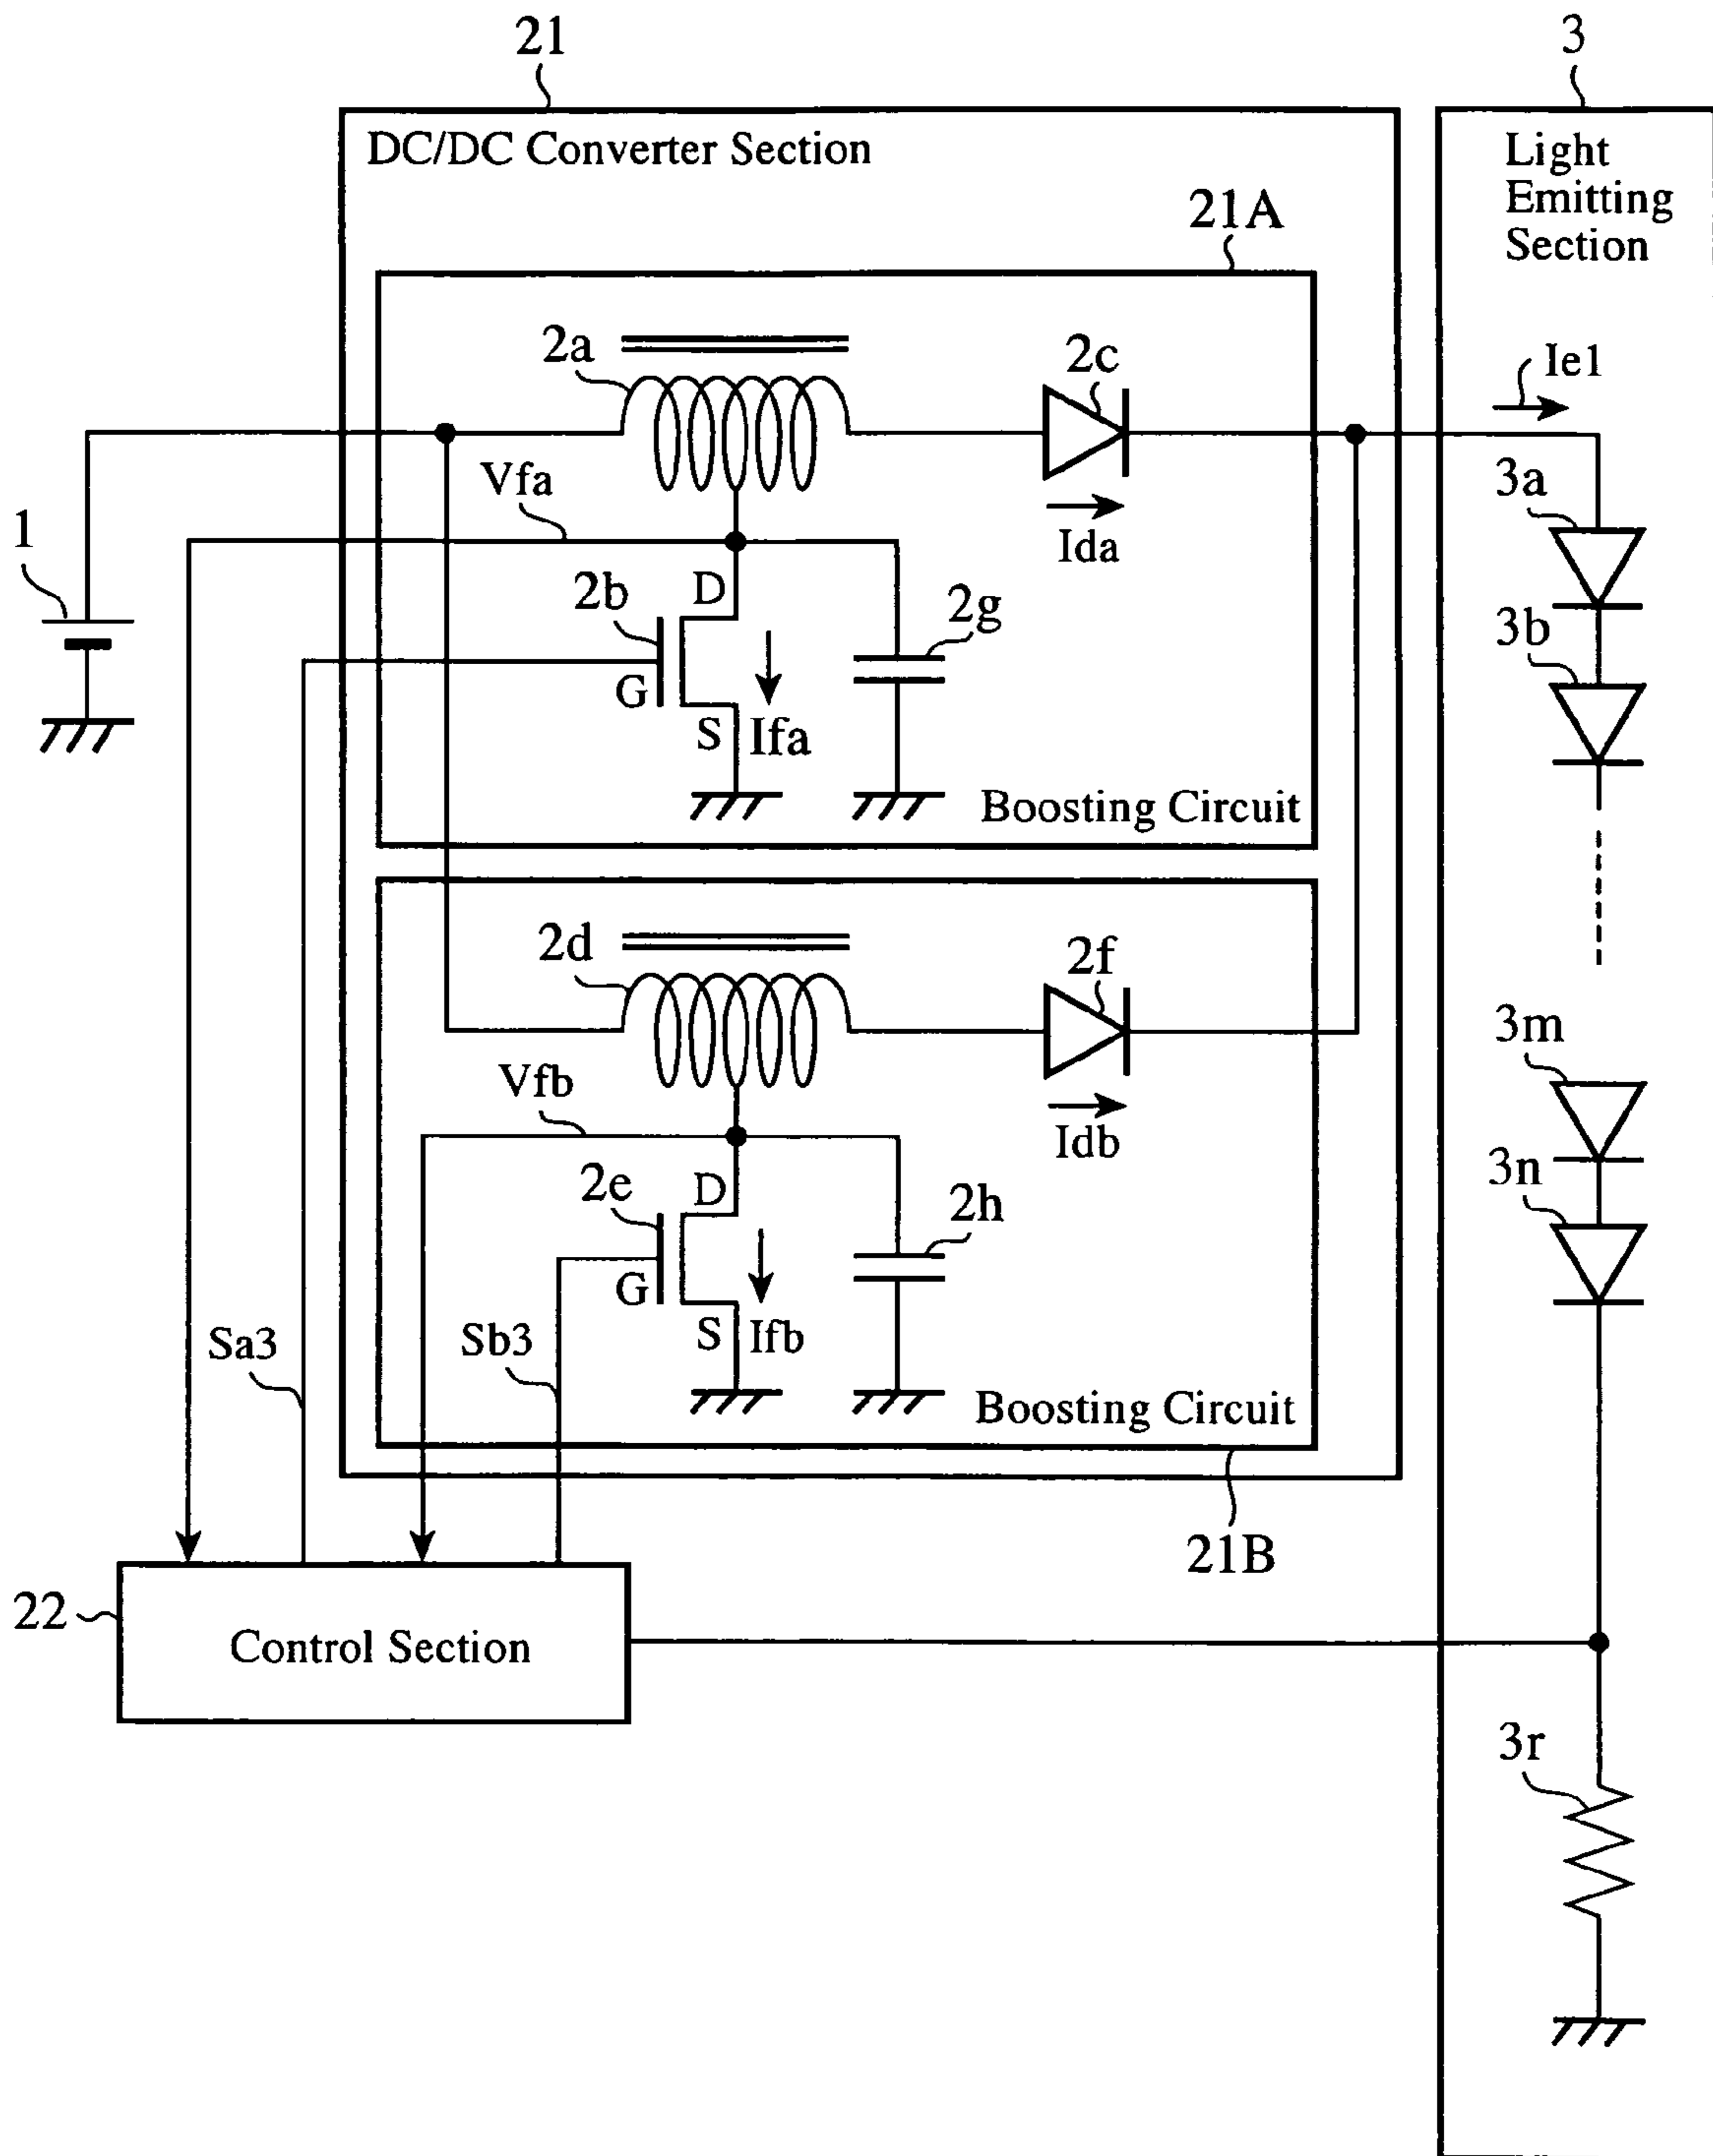 21
3
DC/DC Converter Section
Light
Emitting
Section
21A
2a
2c
Ie1
Vfa
3a
1
Ida
2b
D
2g
3b
G
S
Ifa
Boosting Circuit
2d
2f
3m
Vfb
Idb
3n
2e
D
2h
G
S
Ifb
Sa3
Sb3
Boosting Circuit
21B
22
Control Section
3r